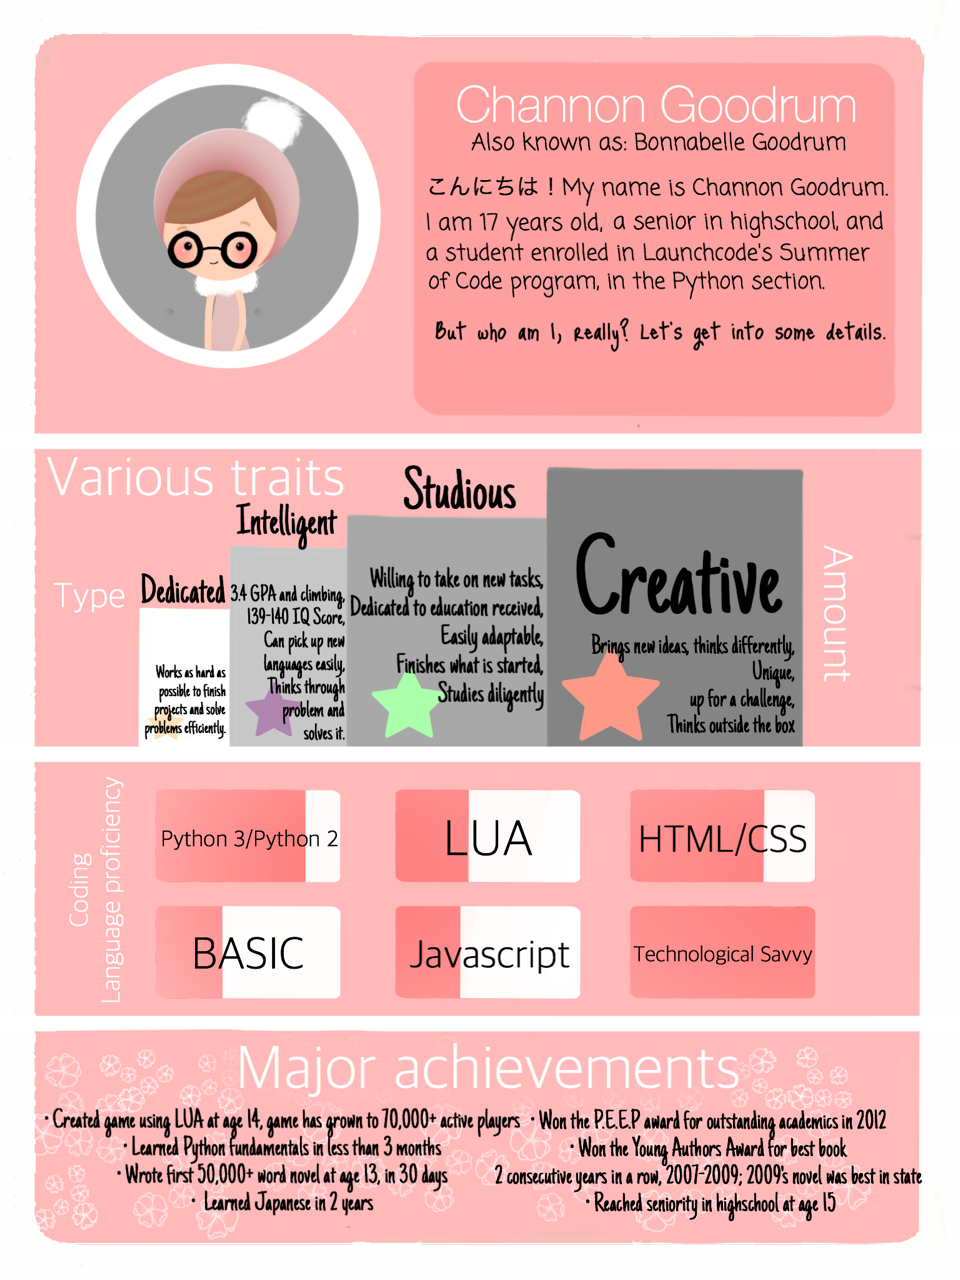 Channon Goodrum
Also known as: Bonnabelle Goodrum
こんにちは！My name is Channon Goodrum.
I am 17 years old, a senior in highschool, and
a student enrolled in Launchcode's Summer
of Code program, in the Python section.
But who am I, really? Let's get into some details.
Various traits
Type
Dedicated
Works as hard as
possible to finish
projects and solve
problems efficiently.
Intelligent
3.4 GPA and climbing,
139-140 IQ Score,
Can pick up new
languages easily,
Thinks through
problem and
solves it.
Studious
Willing to take on new tasks,
Dedicated to education received,
Easily adaptable,
Finishes what is started,
Studies diligently
Creative
Brings new ideas, thinks differently,
Unique,
up for a challenge,
Thinks outside the box
Amount
Coding
Language proficiency
Python 3/Python 2
LUA
HTML/CSS
BASIC
Javascript
Technological Savvy
Major achievements
· Created game using LUA at age 14, game has grown to 70,000+ active players
· Learned Python fundamentals in less than 3 months
· Wrote first 50,000+ word novel at age 13, in 30 days
· Learned Japanese in 2 years
· Won the P.E.E.P award for outstanding academics in 2012
· Won the Young Authors Award for best book
2 consecutive years in a row, 2007-2009; 2009's novel was best in state
· Reached seniority in highschool at age 15